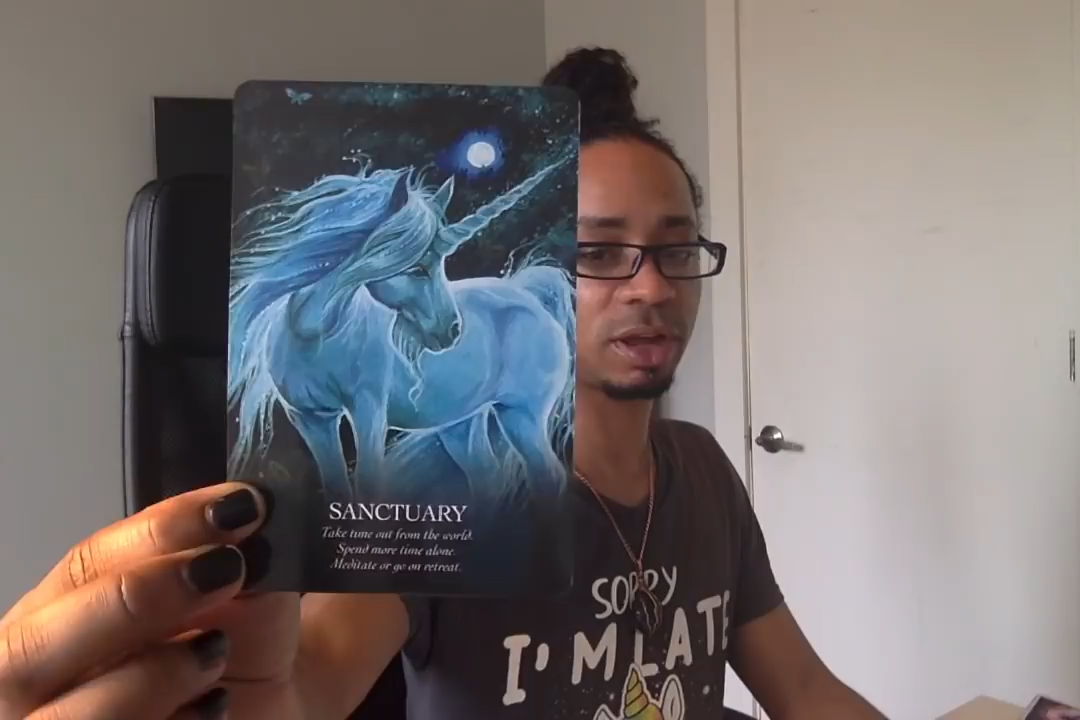 SANCTUARY
Take time out from the world.
Spend more time alone.
Meditate or go on retreat.
SORRY
I'M LATE